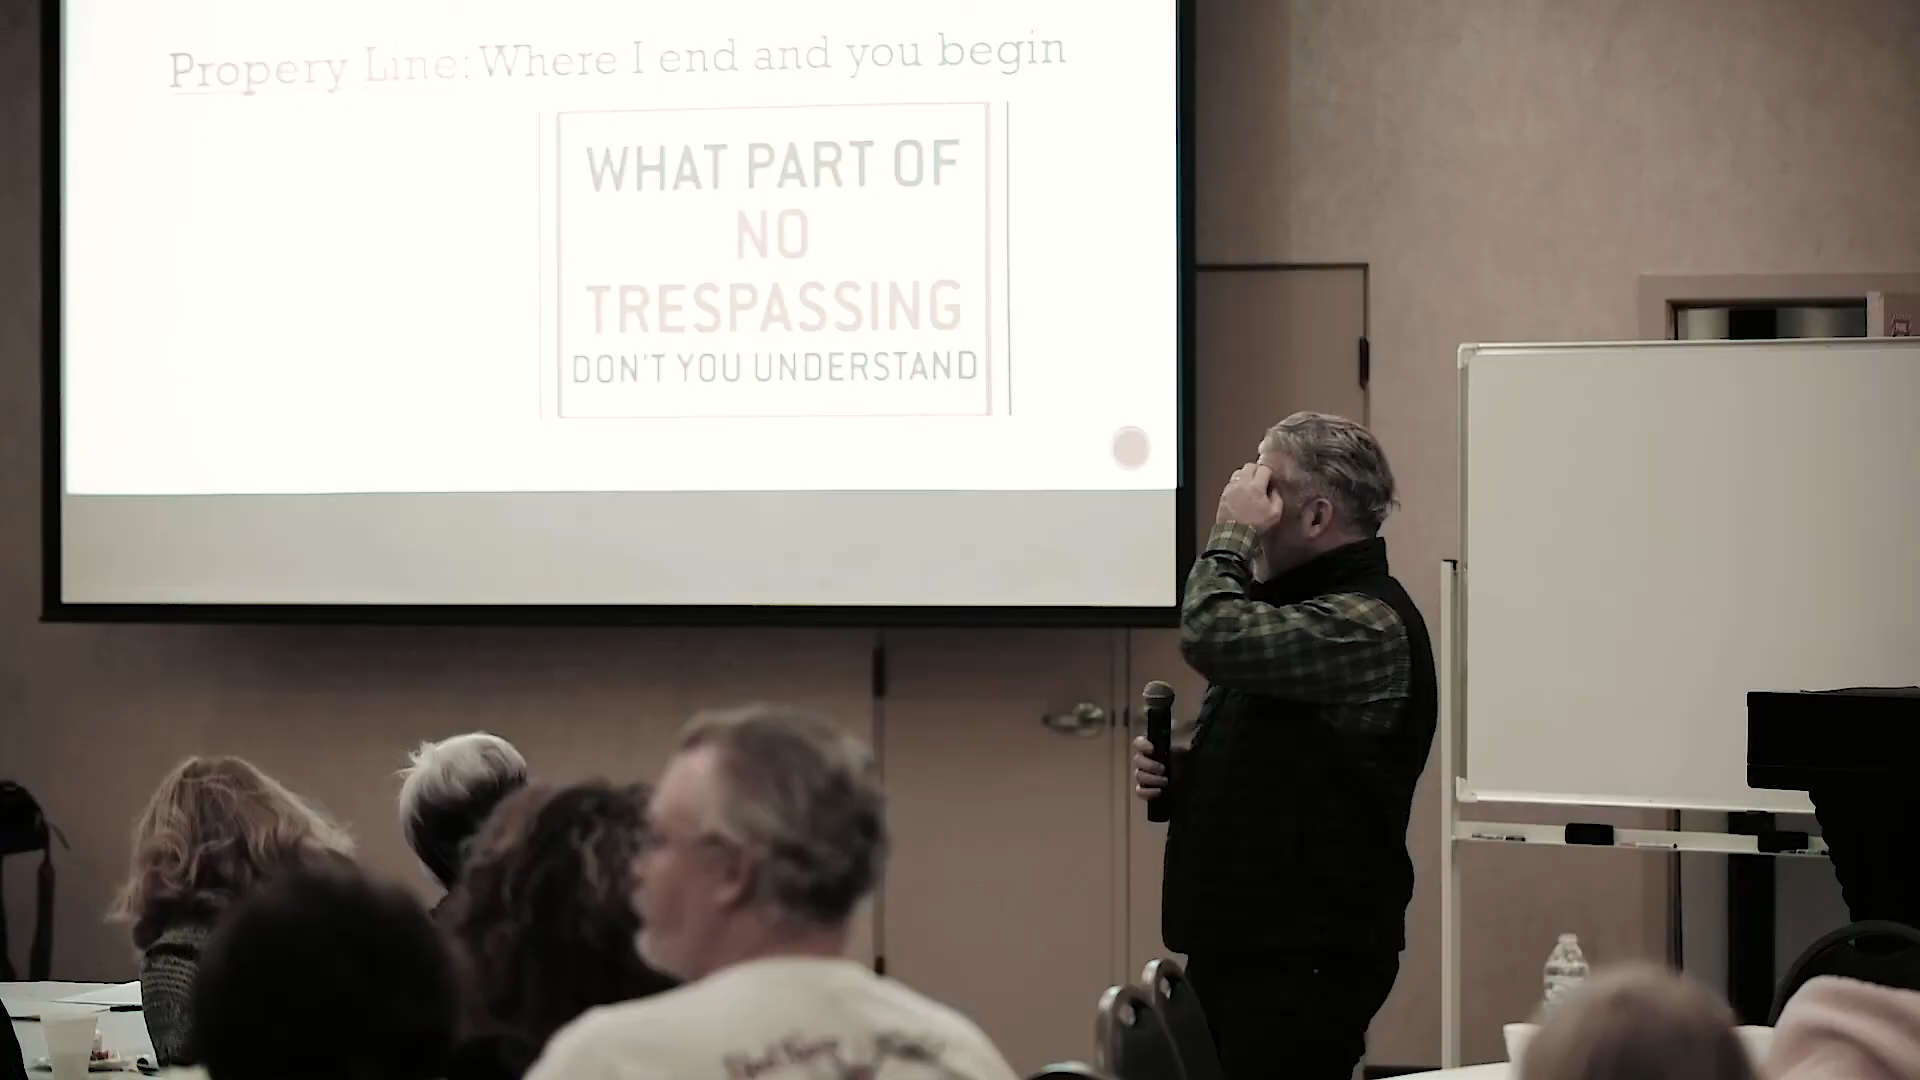 Propery Line: Where I end and you begin
WHAT PART OF
NO
TRESPASSING
DON'T YOU UNDERSTAND